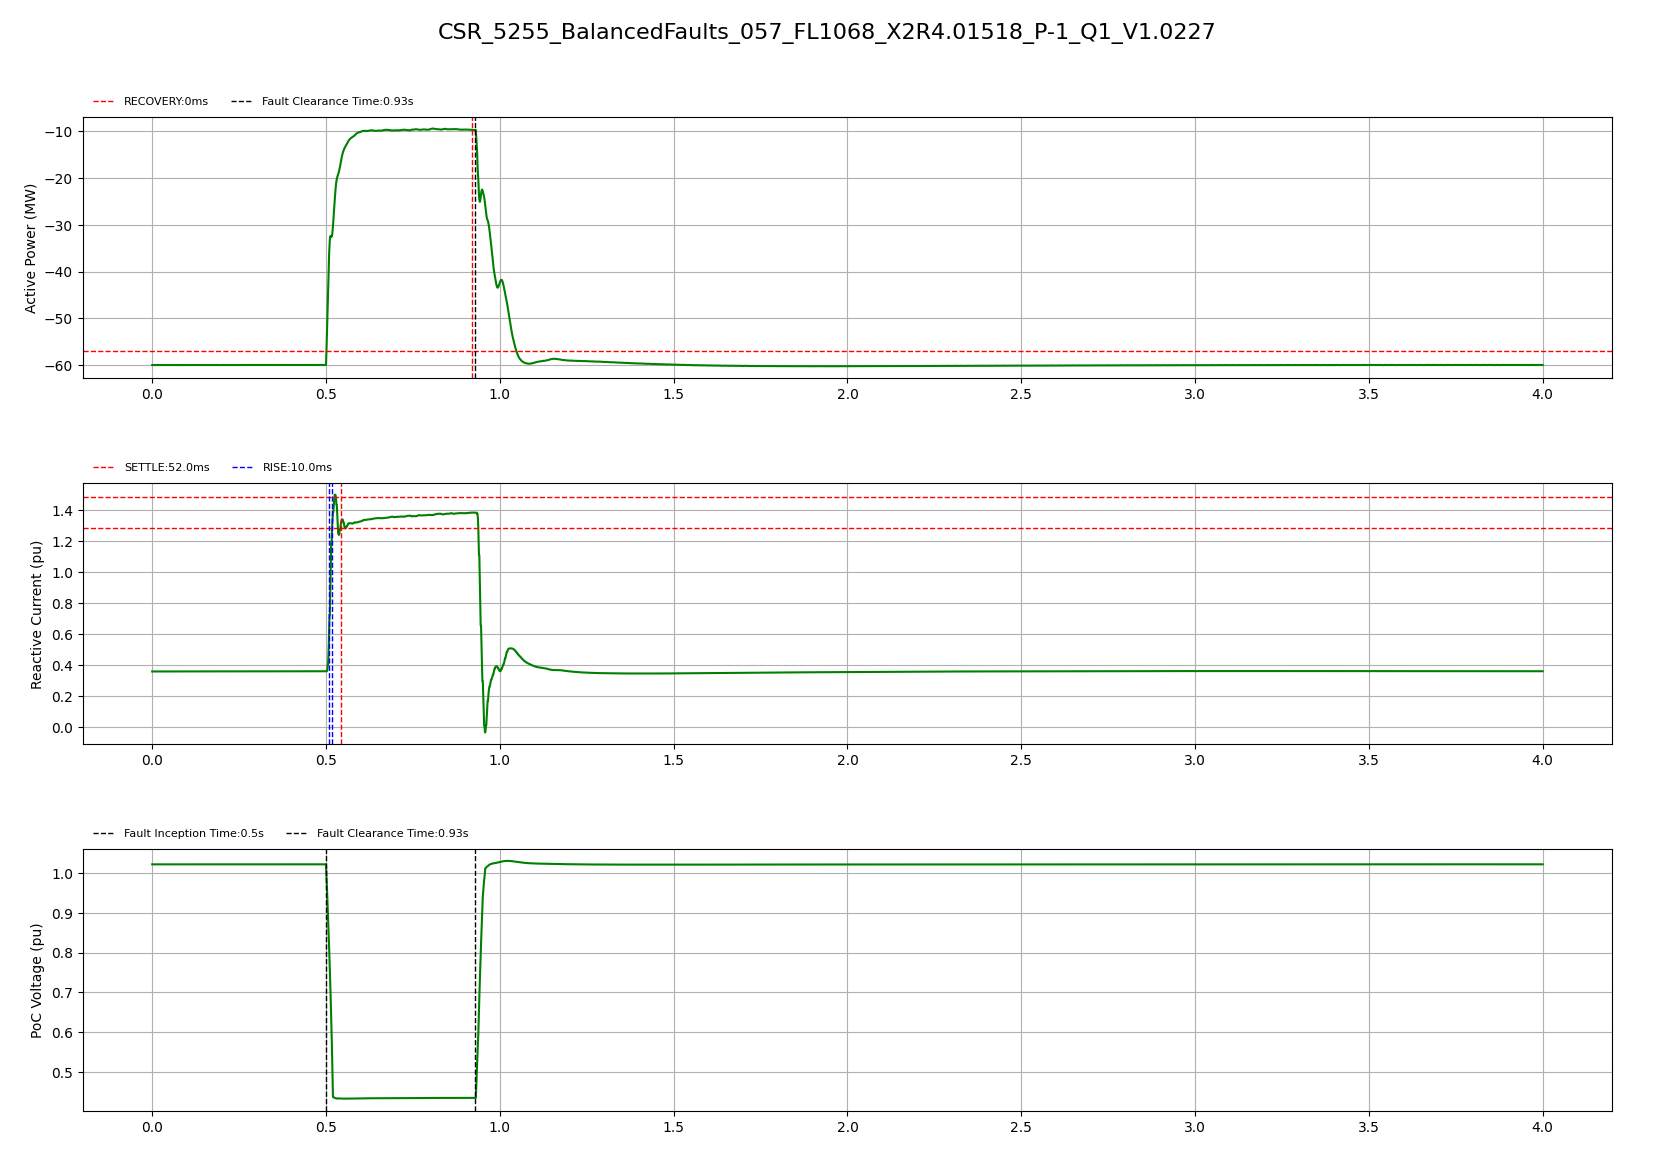 CSR_5255_BalancedFaults_057_FL1068_X2R4.01518_P-1_Q1_V1.0227
RECOVERY:0ms Fault Clearance Time:0.93s
Active Power (MW)
−10
−20
−30
−40
−50
−60
0.0 0.5 1.0 1.5 2.0 2.5 3.0 3.5 4.0
SETTLE:52.0ms RISE:10.0ms
Reactive Current (pu)
1.4
1.2
1.0
0.8
0.6
0.4
0.2
0.0
0.0 0.5 1.0 1.5 2.0 2.5 3.0 3.5 4.0
Fault Inception Time:0.5s Fault Clearance Time:0.93s
PoC Voltage (pu)
1.0
0.9
0.8
0.7
0.6
0.5
0.0 0.5 1.0 1.5 2.0 2.5 3.0 3.5 4.0